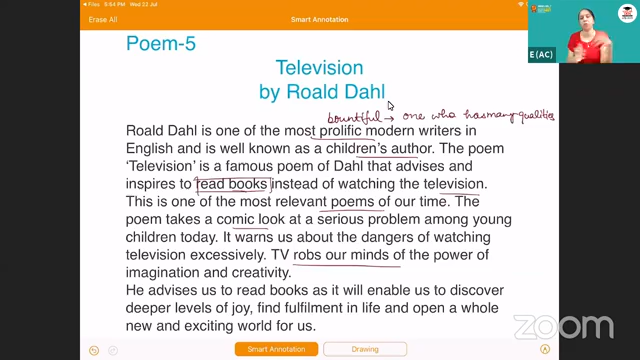 Files 5:54 PM Wed 22 Jul
Erase All
Smart Annotation
Poem-5
Television
by Roald Dahl
bountiful → one who has many qualities
Roald Dahl is one of the most prolific modern writers in
English and is well known as a children's author. The poem
'Television' is a famous poem of Dahl that advises and
inspires to read books instead of watching the television.
This is one of the most relevant poems of our time. The
poem takes a comic look at a serious problem among young
children today. It warns us about the dangers of watching
television excessively. TV robs our minds of the power of
imagination and creativity.
He advises us to read books as it will enable us to discover
deeper levels of joy, find fulfilment in life and open a whole
new and exciting world for us.
Smart Annotation
Drawing
E (AC)
zoom